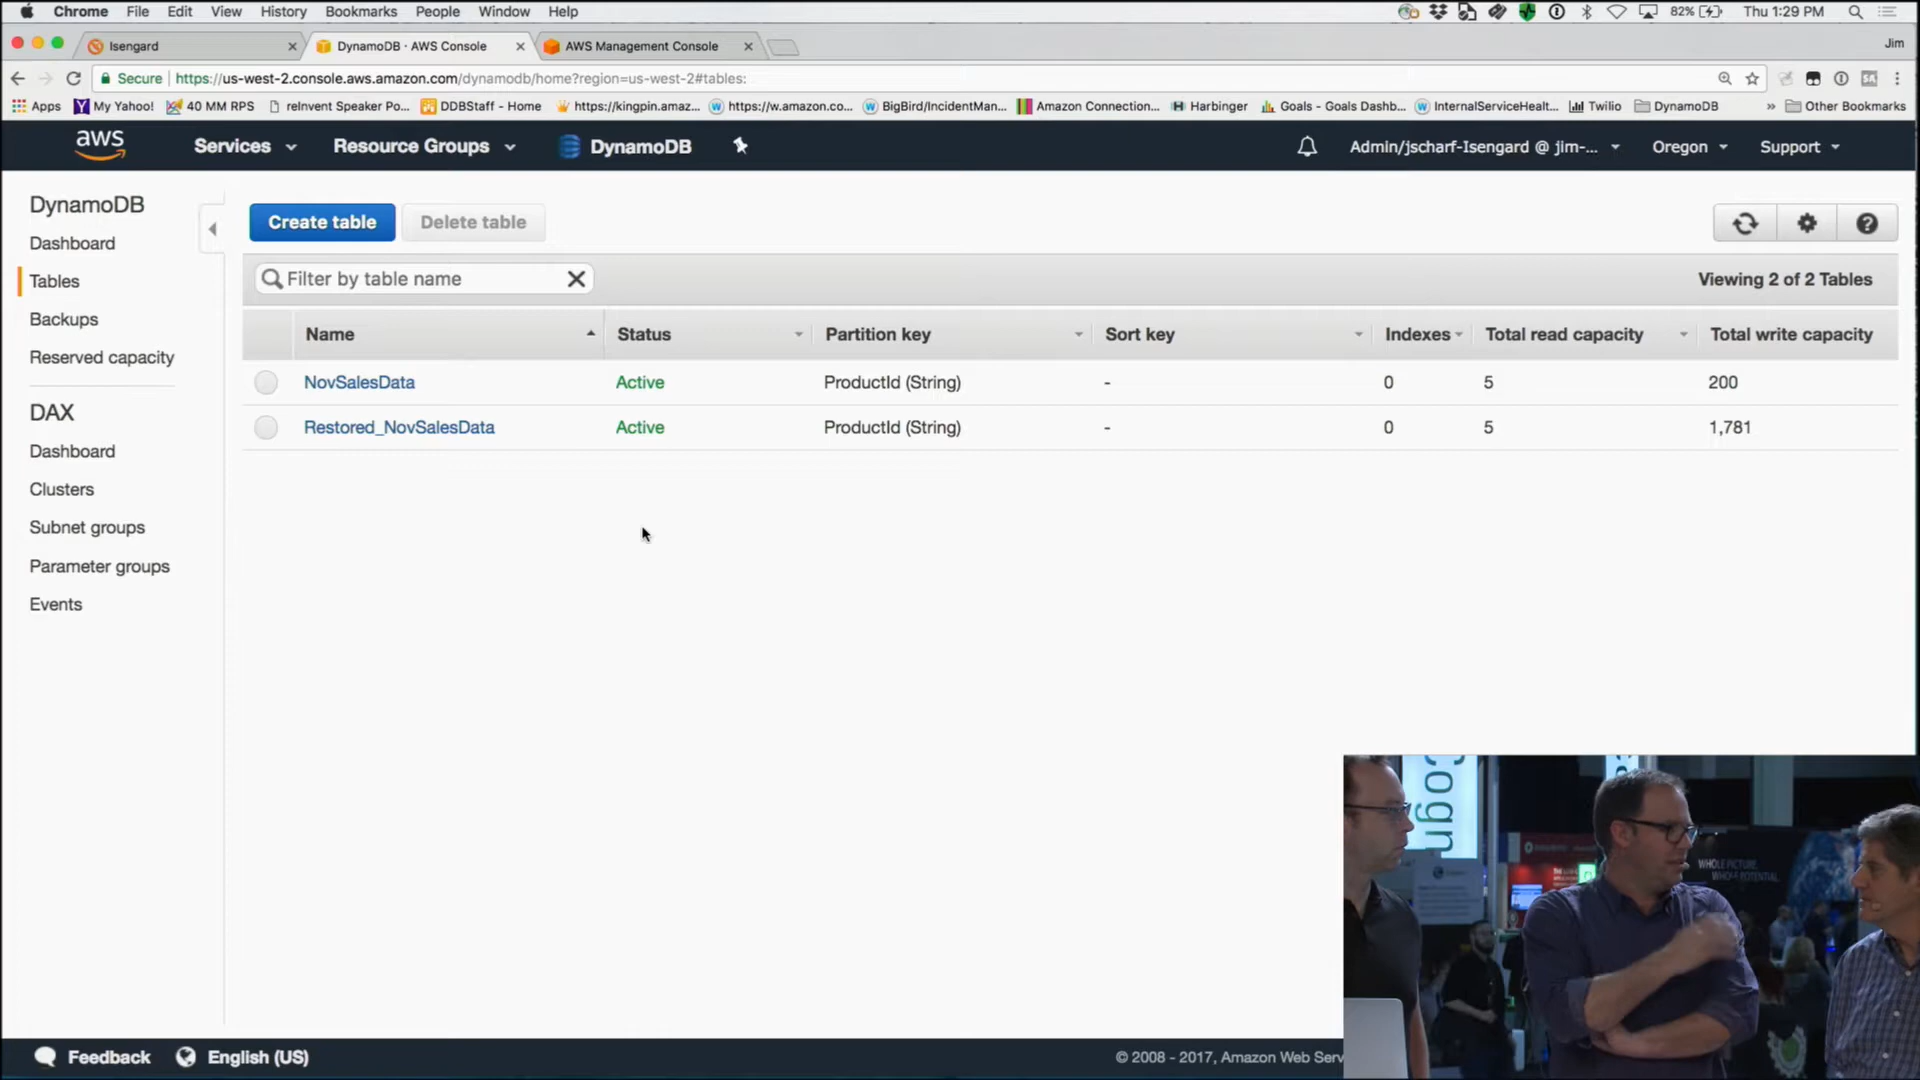 Chrome File Edit View History Bookmarks People Window Help 82% Thu 1:29 PM
Isengard DynamoDB · AWS Console AWS Management Console Jim
Secure https://us-west-2.console.aws.amazon.com/dynamodb/home?region=us-west-2#tables:
Apps My Yahoo! 40 MM RPS reInvent Speaker Po... DDBStaff - Home https://kingpin.amaz... https://w.amazon.co... BigBird/IncidentMan... Amazon Connection... Harbinger Goals - Goals Dashb... InternalServiceHealt... Twilio DynamoDB » Other Bookmarks
aws Services Resource Groups DynamoDB Admin/jscharf-Isengard @ jim-... Oregon Support
DynamoDB
Dashboard
Tables
Backups
Reserved capacity
DAX
Dashboard
Clusters
Subnet groups
Parameter groups
Events
Create table Delete table
Filter by table name Viewing 2 of 2 Tables
Name Status Partition key Sort key Indexes Total read capacity Total write capacity
NovSalesData Active ProductId (String) - 0 5 200
Restored_NovSalesData Active ProductId (String) - 0 5 1,781
Cogn
WHOLE PICTURE.
WHOLE POTENTIAL.
Feedback English (US) © 2008 - 2017, Amazon Web Serv